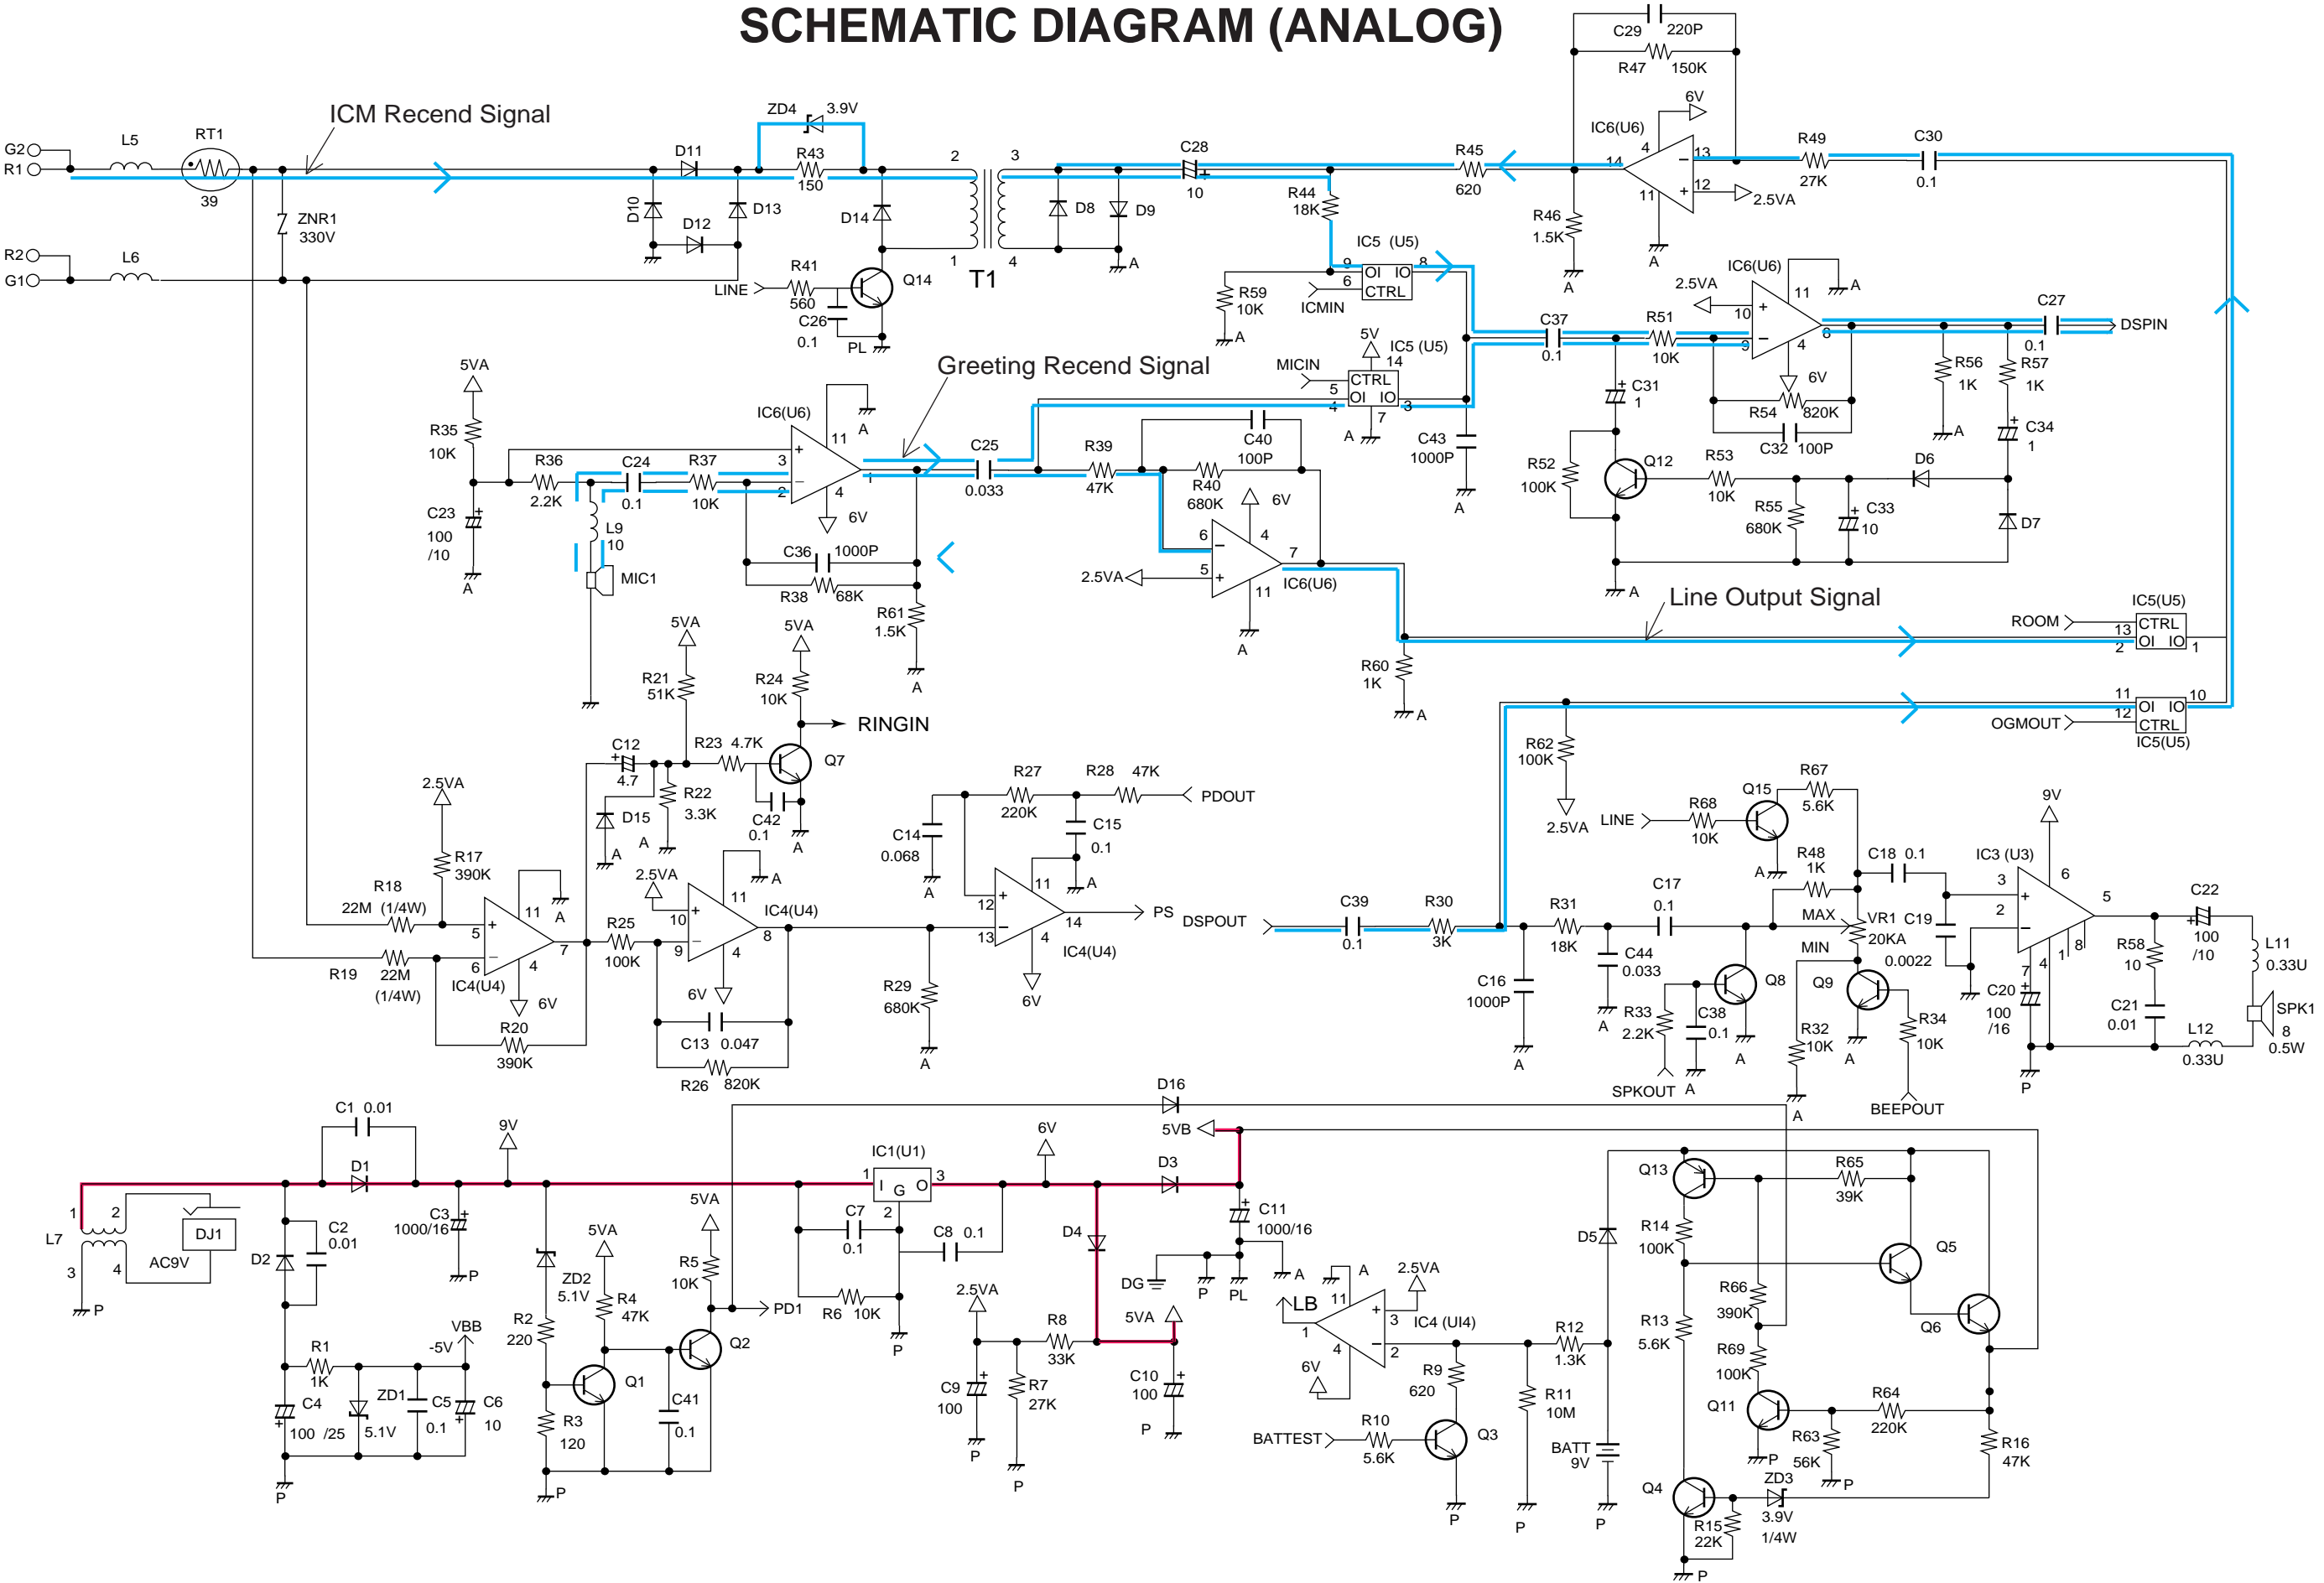 SCHEMATIC DIAGRAM (ANALOG)
C29 220P
R47 150K
ICM Recend Signal
ZD4 3.9V
6V
IC6(U6)
4
14
13
12
11
2.5VA
R49
27K
C30
0.1
G2
R1
L5
RT1
39
D11
R43
150
2
3
C28
+
10
R45
620
R44
18K
R46
1.5K
A
A
ZNR1
330V
D10
D12
D13
D14
D8
D9
A
1
4
T1
R2
G1
L6
LINE
R41
560
C26
0.1
Q14
PL
R59
10K
A
IC5 (U5)
9
OI IO
8
6
CTRL
ICMIN
5V
IC5 (U5)
14
MICIN
5
CTRL
4
OI IO
3
7
A
C37
0.1
R51
10K
2.5VA
IC6(U6)
11
A
+
10
−
9
8
4
6V
R54 820K
C32 100P
C27
0.1
DSPIN
R56
1K
A
R57
1K
C34
1
C31
1
R52
100K
Q12
R53
10K
D6
R55
680K
C33
10
D7
A
5VA
R35
10K
R36
2.2K
C23
100
/10
A
C24
0.1
R37
10K
L9
10
MIC1
IC6(U6)
11
A
+
3
−
2
1
4
6V
C36 1000P
R38 68K
R61
1.5K
A
Greeting Recend Signal
C25
0.033
R39
47K
C40
100P
R40
680K
6V
6
4
7
5
11
2.5VA
IC6(U6)
A
C43
1000P
A
R60
1K
A
Line Output Signal
IC5(U5)
ROOM
13
CTRL
2
OI IO
1
11
OI IO
10
12
CTRL
OGMOUT
IC5(U5)
5VA
R21
51K
5VA
R24
10K
RINGIN
C12
4.7
R23 4.7K
Q7
D15
A
R22
3.3K
A
C42
0.1
A
2.5VA
R17
390K
R18
22M (1/4W)
R19 22M
(1/4W)
5
6
11
A
7
4
6V
IC4(U4)
R20
390K
R25
100K
2.5VA
11
A
IC4(U4)
10
9
8
4
6V
C13 0.047
R26 820K
R27
220K
R28 47K
PDOUT
C14
0.068
A
C15
0.1
A
11
12
13
14
4
IC4(U4)
6V
PS
R29
680K
A
DSPOUT
C39
0.1
R30
3K
C16
1000P
A
R62
100K
2.5VA
R31
18K
C44
0.033
A
C17
0.1
LINE
R68
10K
Q15
A
R67
5.6K
R48
1K
MAX
MIN
VR1
20KA
C18 0.1
C19
0.0022
IC3 (U3)
9V
6
3
2
5
7
4
1
8
C20
100
/16
P
R58
10
C21
0.01
C22
100
/10
L11
0.33U
L12
0.33U
SPK1
8
0.5W
R33
2.2K
C38
0.1
SPKOUT
A
Q8
A
Q9
A
R32
10K
A
R34
10K
BEEPOUT
C1 0.01
D1
9V
L7
1
2
3
4
DJ1
AC9V
P
D2
C2
0.01
C3
1000/16
P
R1
1K
VBB
-5V
C4
100 /25
ZD1
5.1V
C5
0.1
C6
10
P
ZD2
5.1V
R2
220
R3
120
P
5VA
R4
47K
Q1
C41
0.1
5VA
R5
10K
PD1
Q2
D16
IC1(U1)
1
I G O
3
2
C7
0.1
C8 0.1
R6 10K
P
6V
D3
D4
5VB
C11
1000/16
DG
P
PL
A
2.5VA
R8
33K
5VA
C9
100
P
R7
27K
P
C10
100
P
LB
11
A
2.5VA
1
3
2
4
6V
IC4 (UI4)
BATTEST
R10
5.6K
R9
620
Q3
P
R11
10M
P
R12
1.3K
D5
BATT
9V
P
Q13
R65
39K
R14
100K
R13
5.6K
R66
390K
R69
100K
Q5
Q6
Q11
P
R64
220K
R63
56K
P
R16
47K
Q4
R15
22K
ZD3
3.9V
1/4W
P